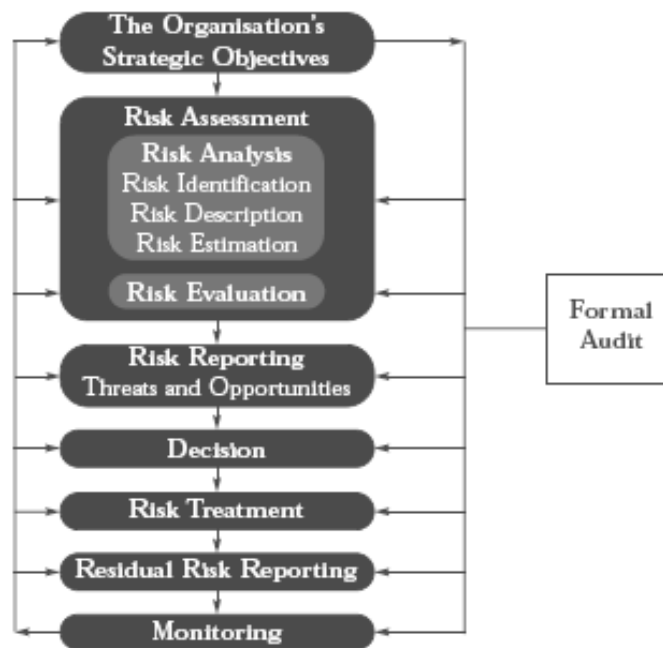 The Organisation's
Strategic Objectives
Risk Assessment
Risk Analysis
Risk Identification
Risk Description
Risk Estimation
Risk Evaluation
Risk Reporting
Threats and Opportunities
Decision
Risk Treatment
Residual Risk Reporting
Monitoring
Formal
Audit